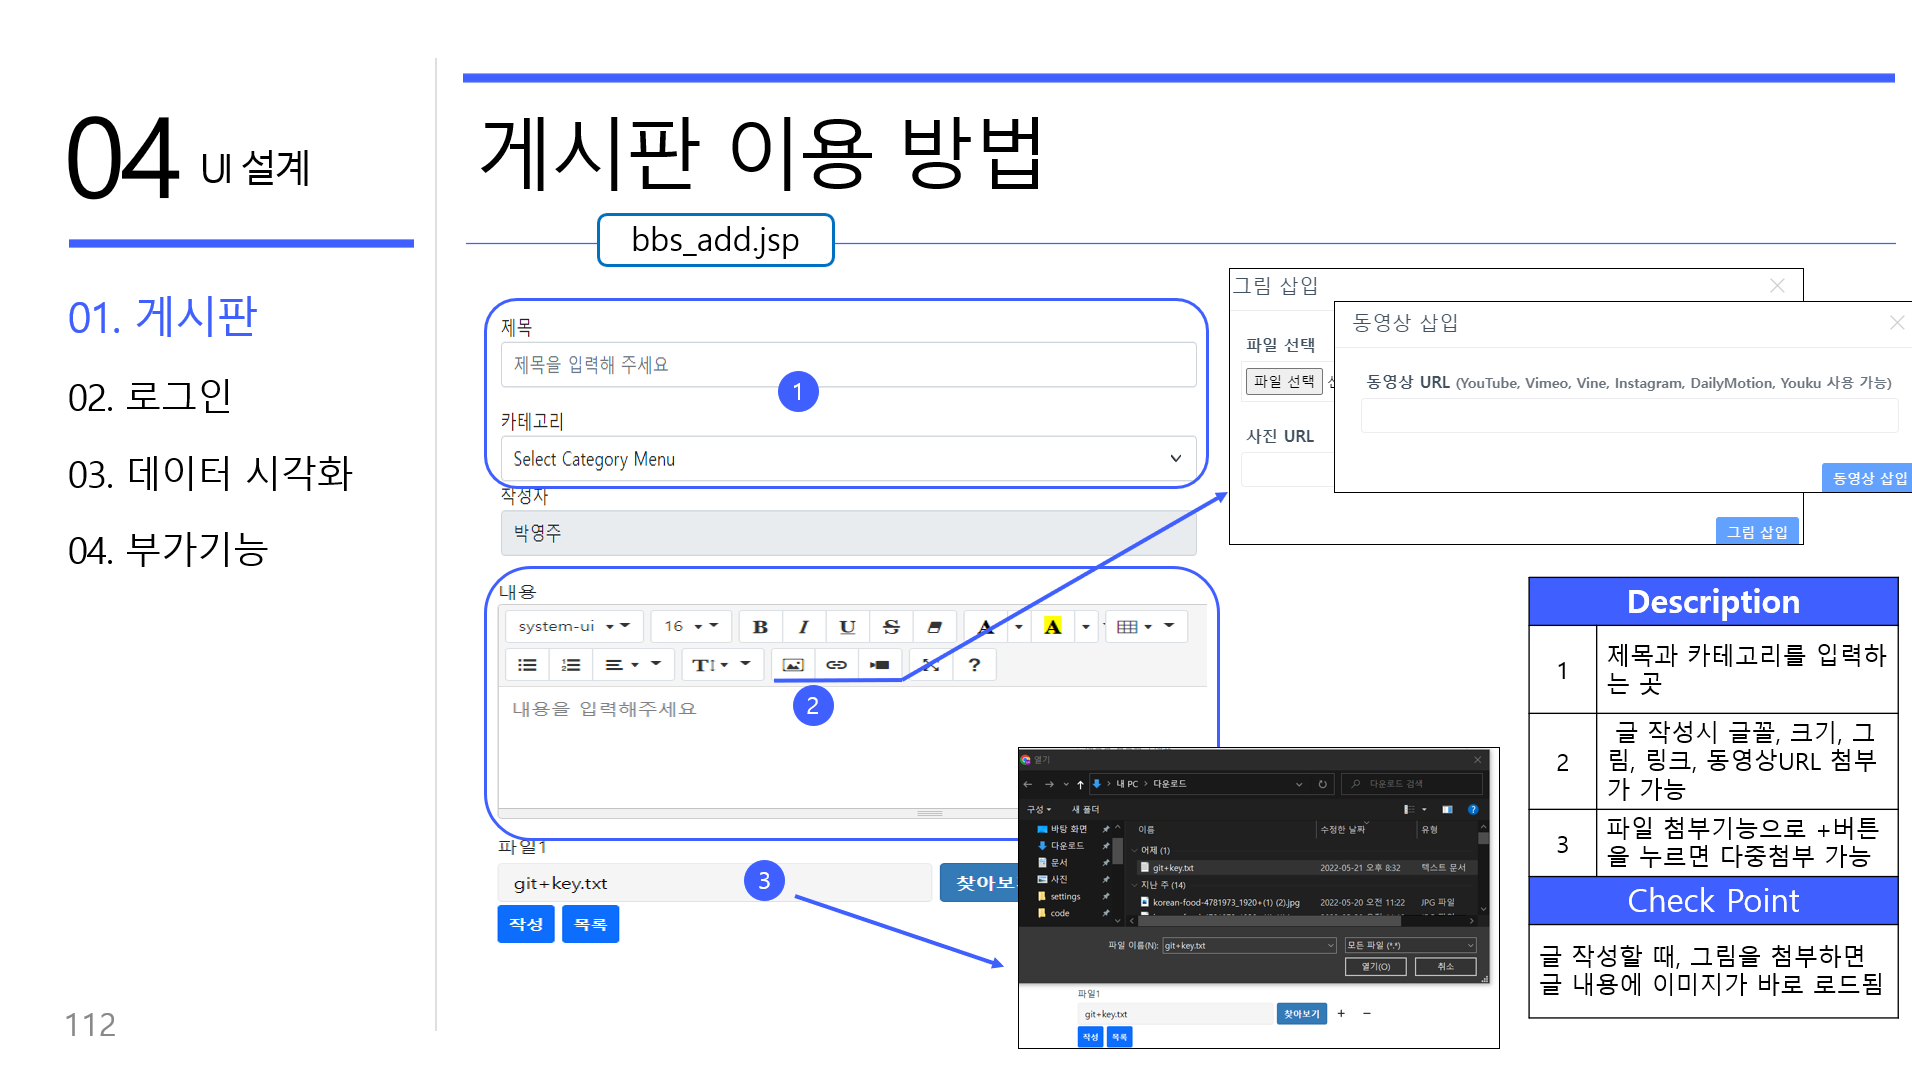 04 UI 설계
01. 게시판
02. 로그인
03. 데이터 시각화
04. 부가기능
112
게시판 이용 방법
bbs_add.jsp
제목
제목을 입력해 주세요
1
카테고리
Select Category Menu
작성자
박영주
내용
system-ui
16
B I U S A A
T I
?
내용을 입력해주세요
2
파일1
git+key.txt
3
찾아보
작성 목록
그림 삽입
파일 선택
파일 선택
사진 URL
그림 삽입
동영상 삽입
동영상 URL (YouTube, Vimeo, Vine, Instagram, DailyMotion, Youku 사용 가능)
동영상 삽입
열기
내 PC > 다운로드
다운로드 검색
구성 새 폴더
바탕 화면
다운로드
문서
사진
settings
code
이름 수정한 날짜 유형
어제 (1)
git+key.txt 2022-05-21 오후 8:32 텍스트 문서
지난 주 (14)
korean-food-4781973_1920+(1) (2).jpg 2022-05-20 오전 11:22 JPG 파일
파일 이름(N): git+key.txt 모든 파일 (*.*)
열기(O) 취소
파일1
git+key.txt 찾아보기 + −
작성 목록
Description
1 제목과 카테고리를 입력하
는 곳
2 글 작성시 글꼴, 크기, 그
림, 링크, 동영상URL 첨부
가 가능
3 파일 첨부기능으로 +버튼
을 누르면 다중첨부 가능
Check Point
글 작성할 때, 그림을 첨부하면
글 내용에 이미지가 바로 로드됨